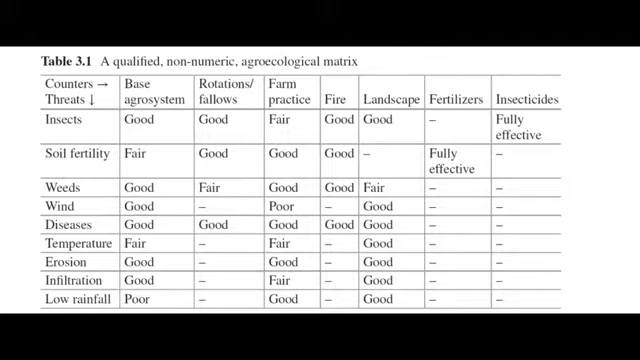 Table 3.1 A qualified, non-numeric, agroecological matrix
Counters → Base Rotations/ Farm
Threats ↓ agrosystem fallows practice Fire Landscape Fertilizers Insecticides
Insects Good Good Fair Good Good – Fully
effective
Soil fertility Fair Good Good Good – Fully –
effective
Weeds Good Fair Good Good Fair – –
Wind Good – Poor – Good – –
Diseases Good Good Good Good Good – –
Temperature Fair – Fair – Good – –
Erosion Good – Good – Good – –
Infiltration Good – Fair – Good – –
Low rainfall Poor – Good – Good – –